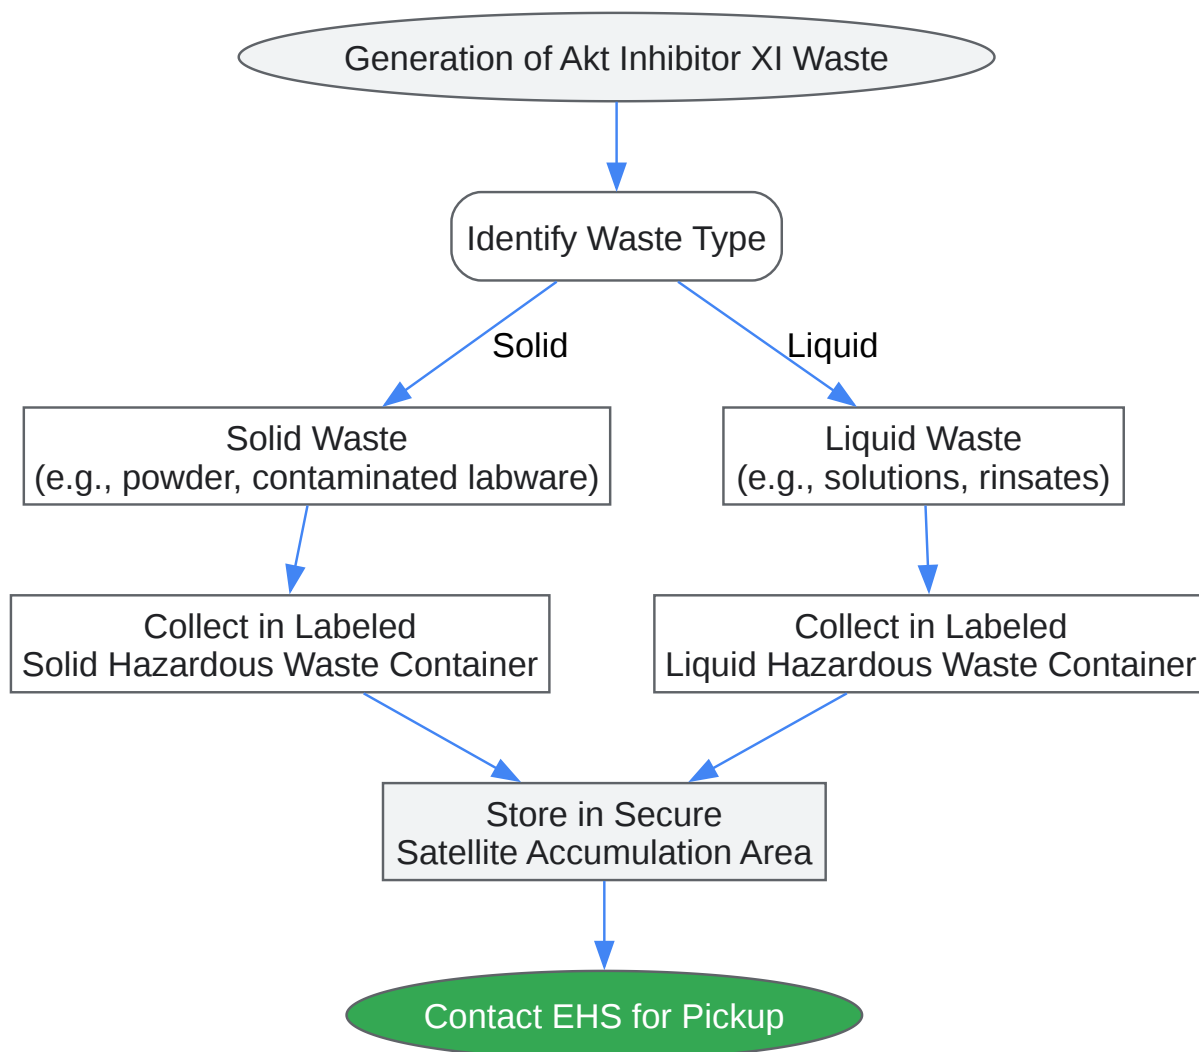 Generation of Akt Inhibitor XI Waste
Identify Waste Type
Solid
Liquid
Solid Waste
(e.g., powder, contaminated labware)
Liquid Waste
(e.g., solutions, rinsates)
Collect in Labeled
Solid Hazardous Waste Container
Collect in Labeled
Liquid Hazardous Waste Container
Store in Secure
Satellite Accumulation Area
Contact EHS for Pickup